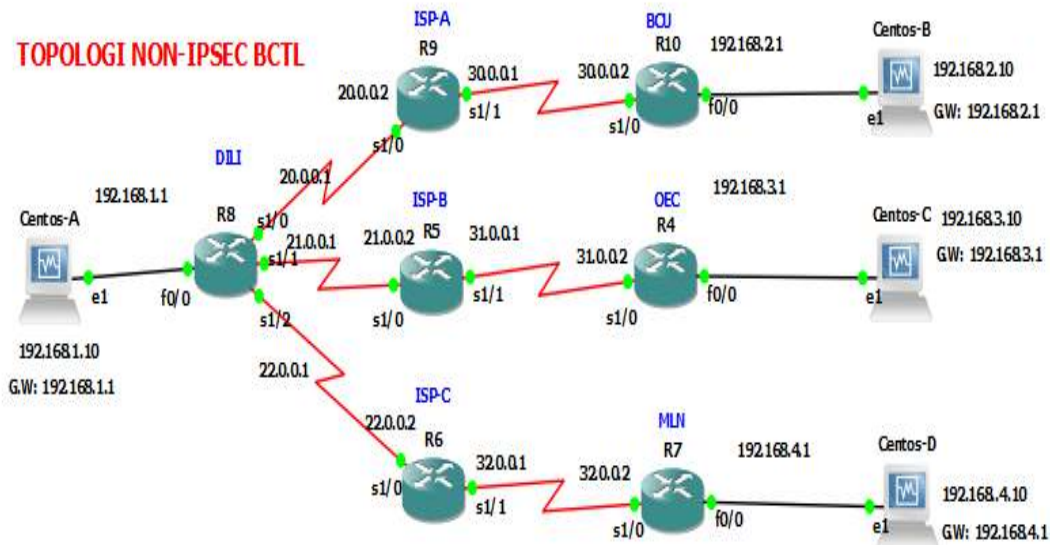 TOPOLOGI NON-IPSEC BCTL
ISP-A
R9
20.0.0.2
30.0.0.1
s1/0
s1/1
BCU
R10
30.0.0.2
s1/0
f0/0
192.168.2.1
Centos-B
192.168.2.10
G.W: 192.168.2.1
e1
DILI
R8
192.168.1.1
f0/0
s1/0
20.0.0.1
s1/1
21.0.0.1
s1/2
22.0.0.1
Centos-A
e1
192.168.1.10
G.W: 192.168.1.1
ISP-B
R5
21.0.0.2
31.0.0.1
s1/0
s1/1
OEC
R4
31.0.0.2
s1/0
f0/0
192.168.3.1
Centos-C
192.168.3.10
G.W: 192.168.3.1
e1
ISP-C
R6
22.0.0.2
32.0.0.1
s1/0
s1/1
MLN
R7
32.0.0.2
s1/0
f0/0
192.168.4.1
Centos-D
192.168..4.10
G.W: 192.168.4.1
e1